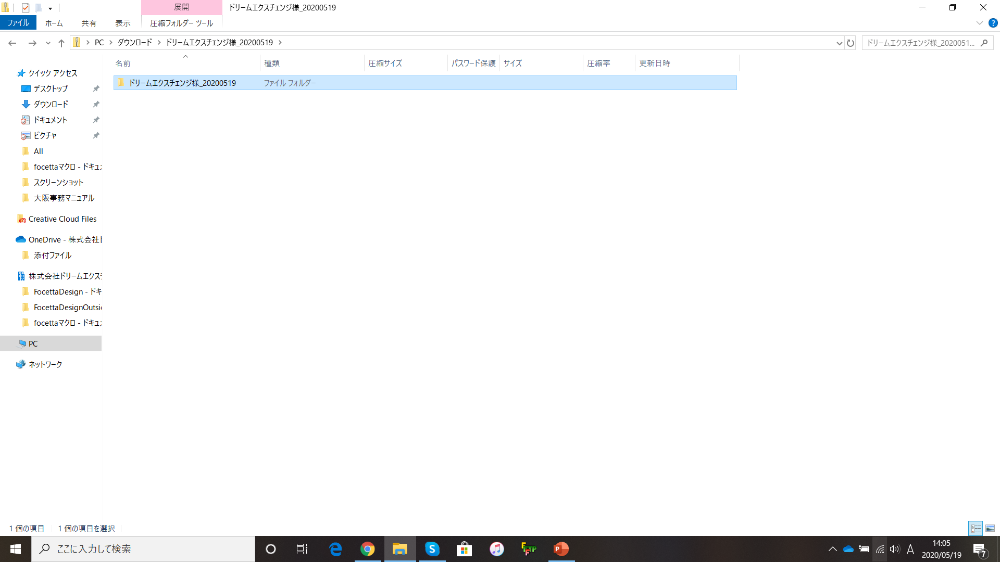 展開
ドリームエクスチェンジ様_20200519
ファイル
ホーム
共有
表示
圧縮フォルダー ツール
PC
ダウンロード
ドリームエクスチェンジ様_20200519
ドリームエクスチェンジ様_2020051...
名前
種類
圧縮サイズ
パスワード保護
サイズ
圧縮率
更新日時
クイック アクセス
ドリームエクスチェンジ様_20200519
ファイル フォルダー
デスクトップ
ダウンロード
ドキュメント
ピクチャ
All
focettaマクロ - ドキュメ
スクリーンショット
大阪事務マニュアル
Creative Cloud Files
OneDrive - 株式会社
添付ファイル
株式会社ドリームエクス
FocettaDesign - ドキ
FocettaDesignOutsi
focettaマクロ - ドキュメ
PC
ネットワーク
1 個の項目
1 個の項目を選択
ここに入力して検索
A
14:05
2020/05/19
7